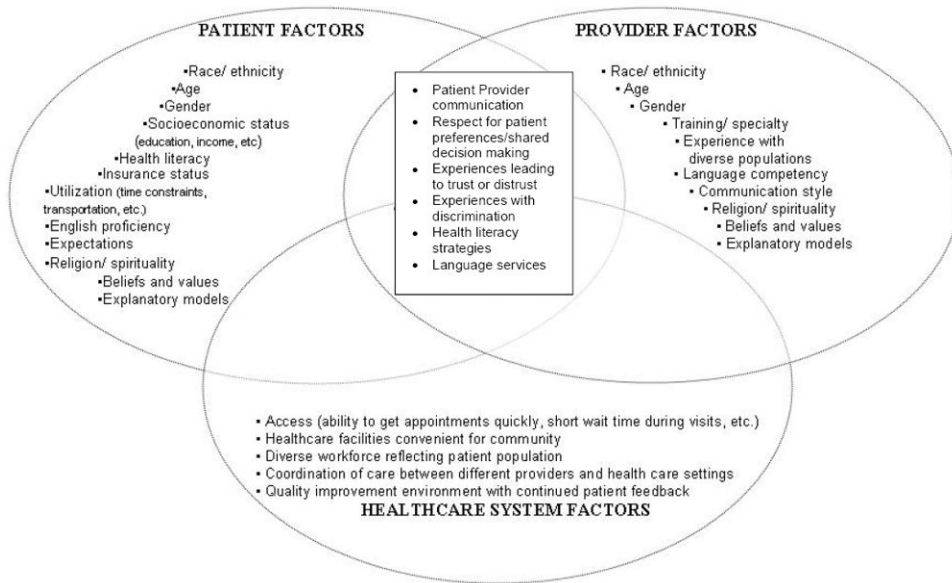 PATIENT FACTORS
▪Race/ ethnicity
▪Age
▪Gender
▪Socioeconomic status
(education, income, etc)
▪Health literacy
▪Insurance status
▪Utilization (time constraints,
transportation, etc.)
▪English proficiency
▪Expectations
▪Religion/ spirituality
▪Beliefs and values
▪Explanatory models
• Patient Provider
communication
• Respect for patient
preferences/shared
decision making
• Experiences leading
to trust or distrust
• Experiences with
discrimination
• Health literacy
strategies
• Language services
PROVIDER FACTORS
▪ Race/ ethnicity
▪ Age
▪ Gender
▪ Training/ specialty
▪ Experience with
diverse populations
▪ Language competency
▪ Communication style
▪ Religion/ spirituality
▪ Beliefs and values
▪ Explanatory models
▪ Access (ability to get appointments quickly, short wait time during visits, etc.)
▪ Healthcare facilities convenient for community
▪ Diverse workforce reflecting patient population
▪ Coordination of care between different providers and health care settings
▪ Quality improvement environment with continued patient feedback
HEALTHCARE SYSTEM FACTORS